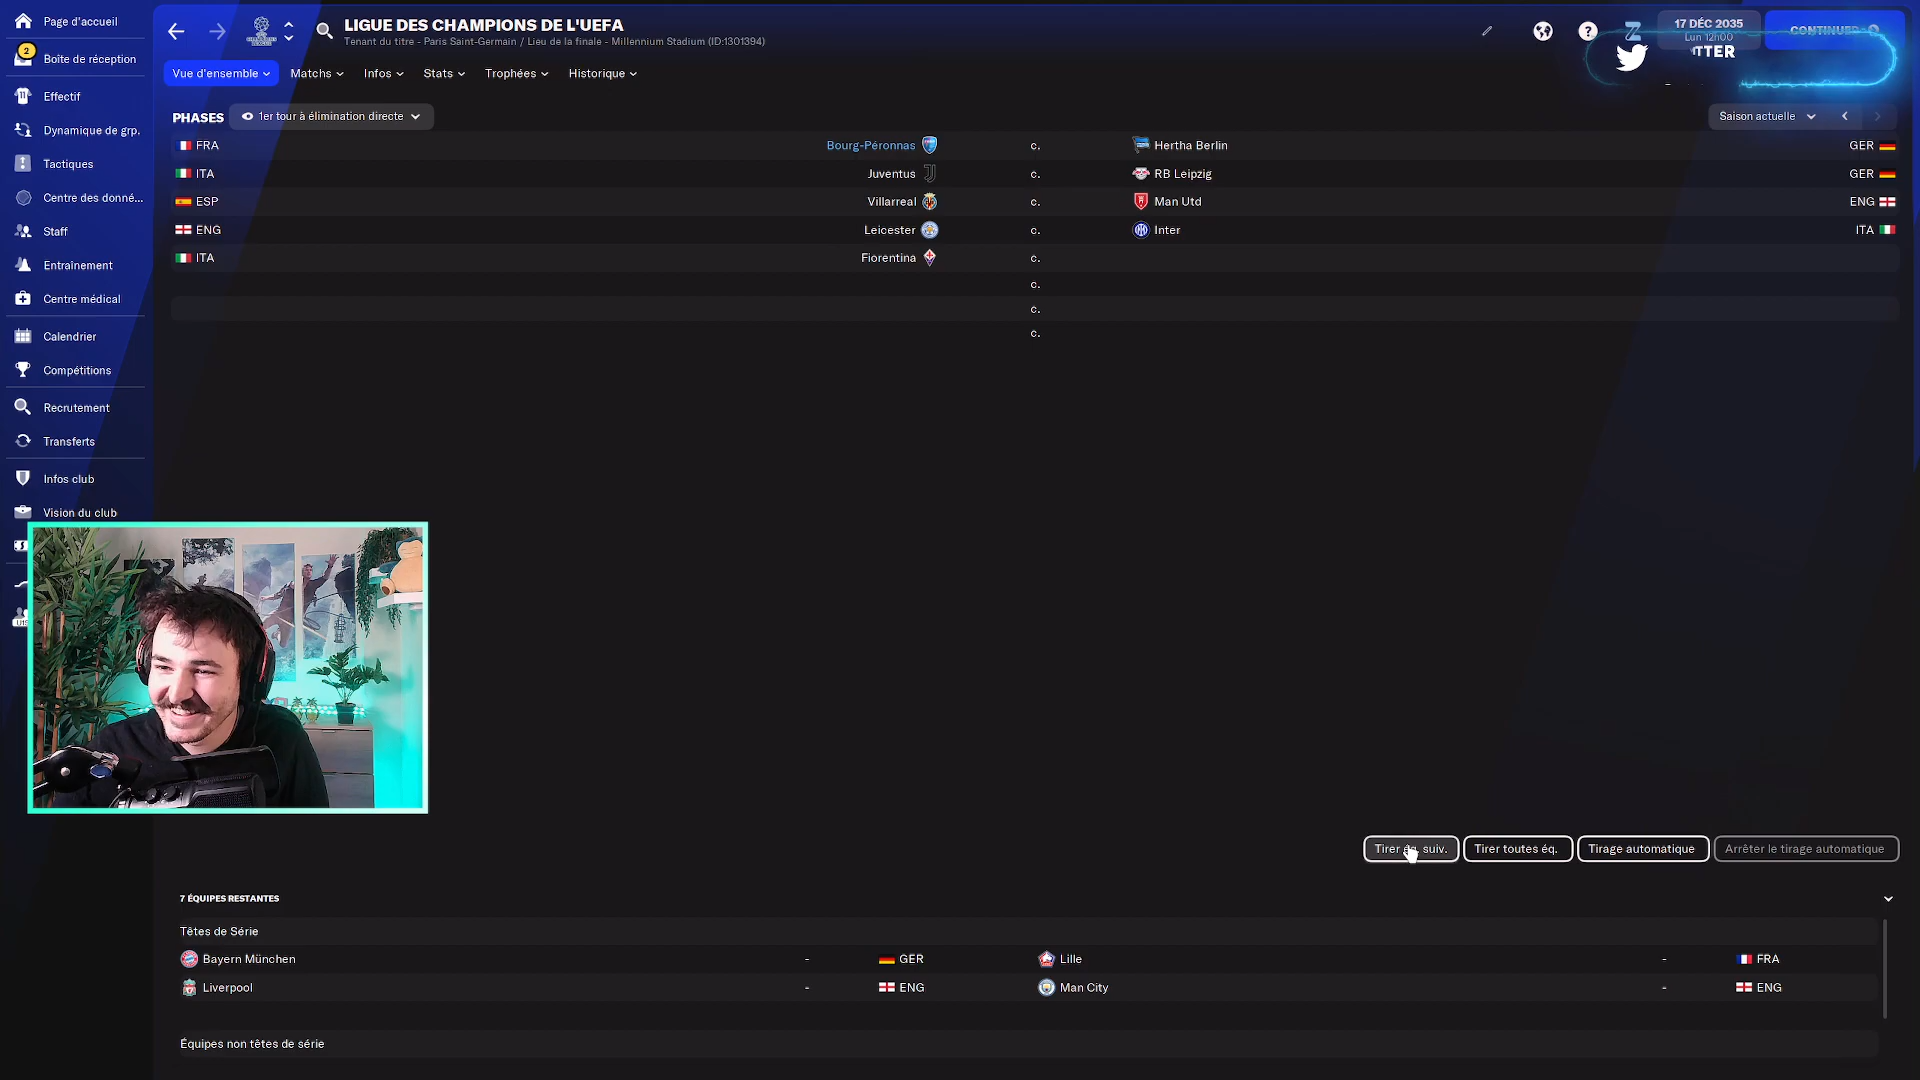 Page d'accueil
2
Boîte de réception
Effectif
Dynamique de grp.
Tactiques
Centre des donné...
Staff
Entraînement
Centre médical
Calendrier
Compétitions
Recrutement
Transferts
Infos club
Vision du club
LIGUE DES CHAMPIONS DE L'UEFA
Tenant du titre - Paris Saint-Germain / Lieu de la finale - Millennium Stadium (ID:1301394)
17 DÉC 2035
Lun 12h00
CONTINUER
Vue d'ensemble
Matchs
Infos
Stats
Trophées
Historique
PHASES
1er tour à élimination directe
Saison actuelle
FRA Bourg-Péronnas c. Hertha Berlin GER
ITA Juventus c. RB Leipzig GER
ESP Villarreal c. Man Utd ENG
ENG Leicester c. Inter ITA
ITA Fiorentina c.
c.
c.
c.
Tirer éq. suiv.
Tirer toutes éq.
Tirage automatique
Arrêter le tirage automatique
7 ÉQUIPES RESTANTES
Têtes de Série
Bayern München - GER Lille - FRA
Liverpool - ENG Man City - ENG
Équipes non têtes de série